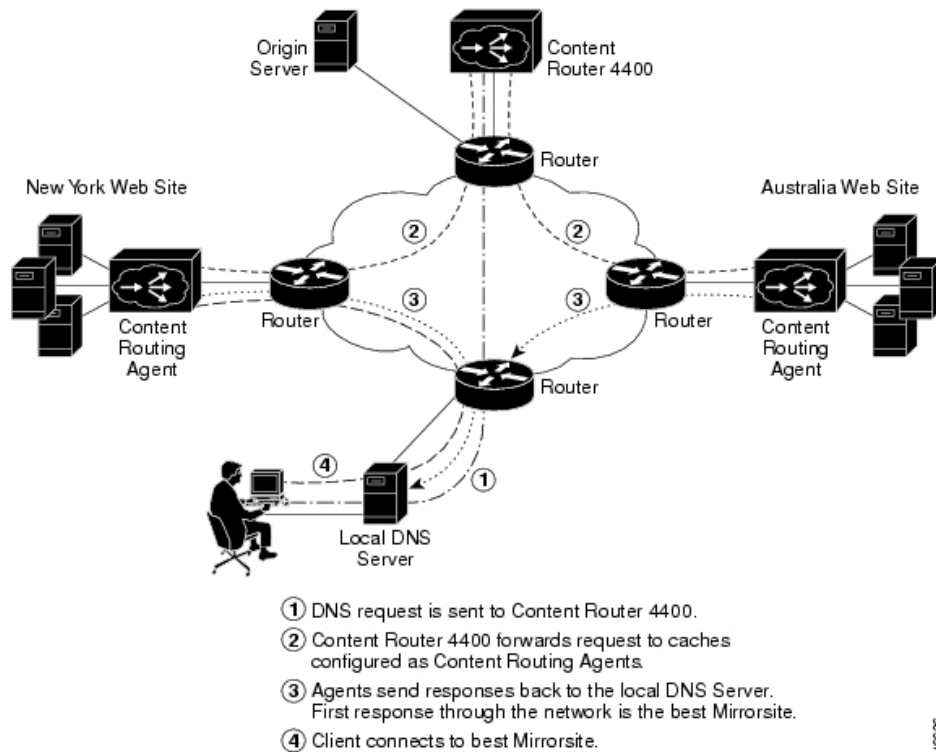 Origin
Server
Content
Router 4400
Router
New York Web Site
Australia Web Site
2
2
3
3
Content
Routing
Agent
Router
Router
Content
Routing
Agent
Router
4
1
Local DNS
Server
1 DNS request is sent to Content Router 4400.
2 Content Router 4400 forwards request to caches
configured as Content Routing Agents.
3 Agents send responses back to the local DNS Server.
First response through the network is the best Mirrorsite.
4 Client connects to best Mirrorsite.